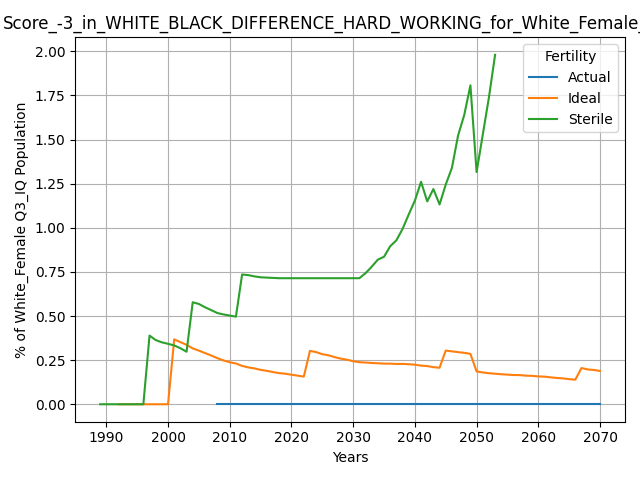 Score_-3_in_WHITE_BLACK_DIFFERENCE_HARD_WORKING_for_White_Female_
Fertility
Actual
Ideal
Sterile
% of White_Female Q3_IQ Population
2.00
1.75
1.50
1.25
1.00
0.75
0.50
0.25
0.00
1990 2000 2010 2020 2030 2040 2050 2060 2070
Years